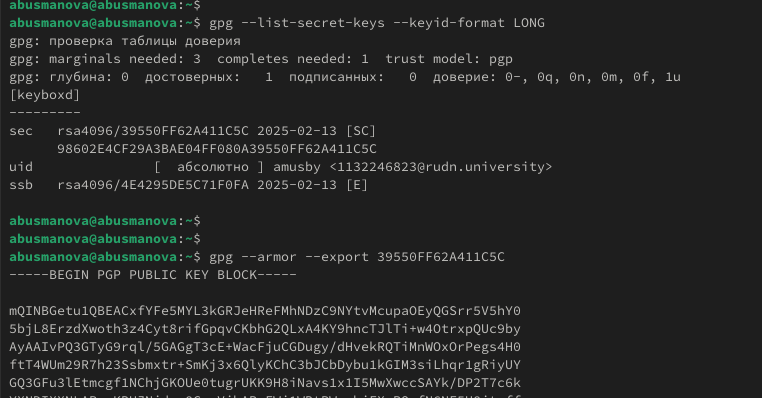 abusmanova@abusmanova:~$
abusmanova@abusmanova:~$ gpg --list-secret-keys --keyid-format LONG
gpg: проверка таблицы доверия
gpg: marginals needed: 3  completes needed: 1  trust model: pgp
gpg: глубина: 0  достоверных:   1  подписанных:   0  доверие: 0-, 0q, 0n, 0m, 0f, 1u
[keyboxd]
---------
sec   rsa4096/39550FF62A411C5C 2025-02-13 [SC]
      98602E4CF29A3BAE04FF080A39550FF62A411C5C
uid               [  абсолютно ] amusby <1132246823@rudn.university>
ssb   rsa4096/4E4295DE5C71F0FA 2025-02-13 [E]
abusmanova@abusmanova:~$
abusmanova@abusmanova:~$
abusmanova@abusmanova:~$ gpg --armor --export 39550FF62A411C5C
-----BEGIN PGP PUBLIC KEY BLOCK-----
mQINBGetu1QBEACxfYFe5MYL3kGRJeHReFMhNDzC9NYtvMcupaOEyQGSrr5V5hY0
5bjL8ErzdXwoth3z4Cyt8rifGpqvCKbhG2QLxA4KY9hncTJlTi+w4OtrxpQUc9by
AyAAIvPQ3GTyG9rql/5GAGgT3cE+WacFjuCGDugy/dHvekRQTiMnWOxOrPegs4H0
ftT4WUm29R7h23Ssbmxtr+SmKj3x6QlyKChC3bJCbDybu1kGIM3siLhqr1gRiyUY
GQ3GFu3lEtmcgf1NChjGKOUe0tugrUKK9H8iNavs1x1I5MwXwccSAYk/DP2T7c6k